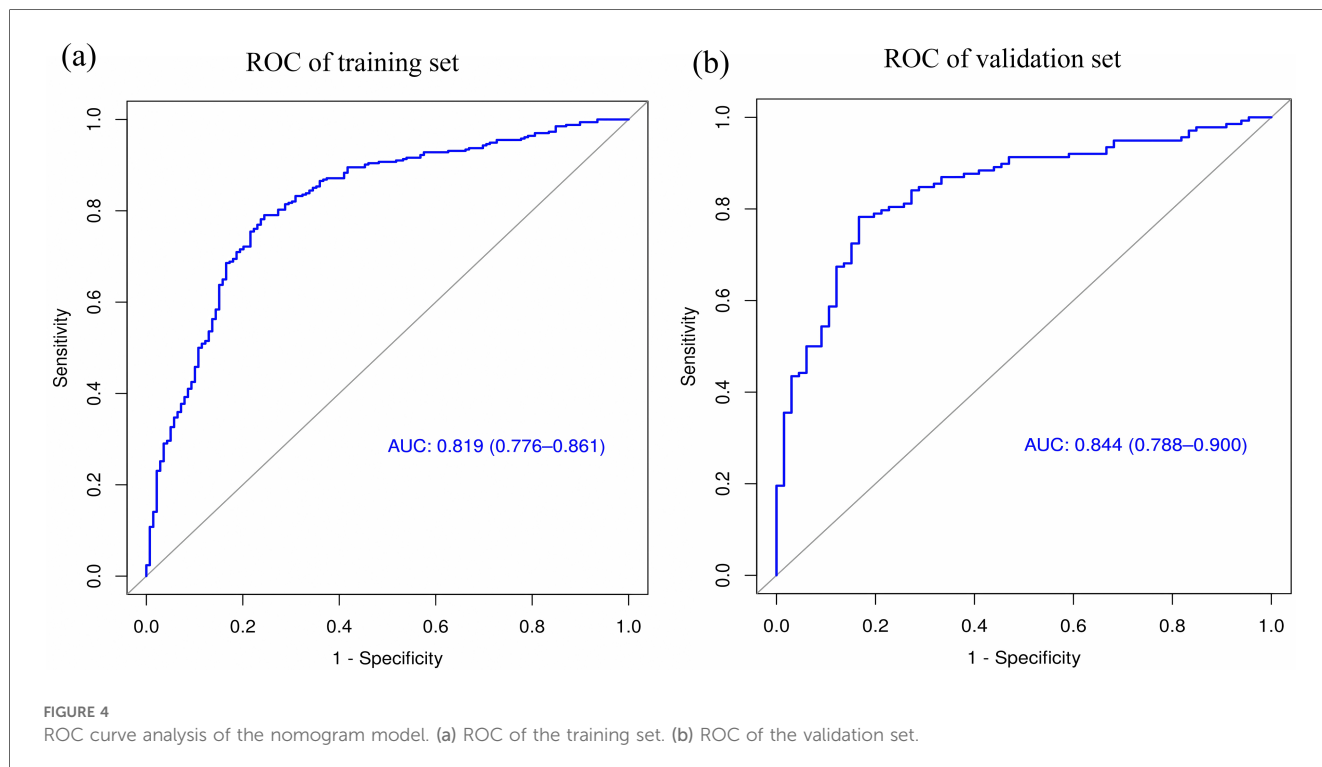 (a)
ROC of training set
1.0
0.8
0.6
0.4
0.2
0.0
Sensitivity
AUC: 0.819 (0.776–0.861)
0.0 0.2 0.4 0.6 0.8 1.0
1 - Specificity
(b)
ROC of validation set
1.0
0.8
0.6
0.4
0.2
0.0
Sensitivity
AUC: 0.844 (0.788–0.900)
0.0 0.2 0.4 0.6 0.8 1.0
1 - Specificity
FIGURE 4
ROC curve analysis of the nomogram model. (a) ROC of the training set. (b) ROC of the validation set.